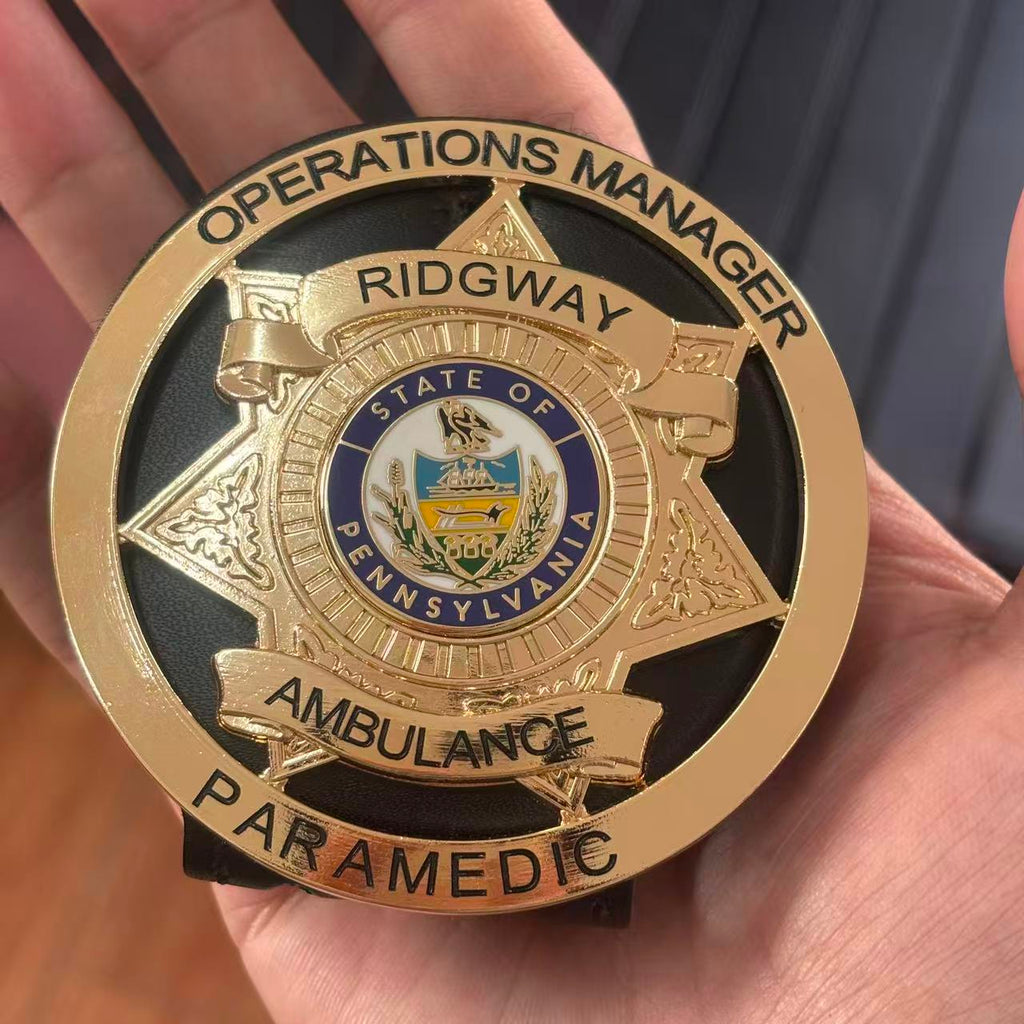 OPERATIONS MANAGER
RIDGWAY
STATE OF
PENNSYLVANIA
AMBULANCE
PARAMEDIC